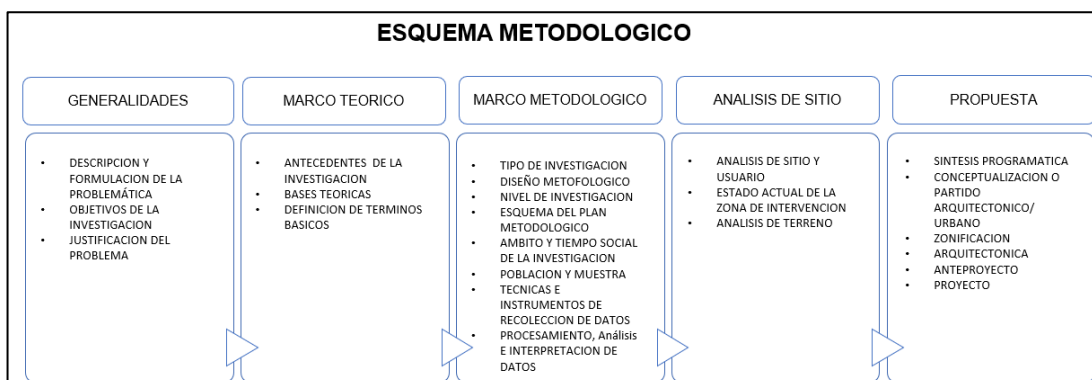 ESQUEMA METODOLOGICO
GENERALIDADES
• DESCRIPCION Y
FORMULACION DE LA
PROBLEMÁTICA
• OBJETIVOS DE LA
INVESTIGACION
• JUSTIFICACION DEL
PROBLEMA
MARCO TEORICO
• ANTECEDENTES DE LA
INVESTIGACION
• BASES TEORICAS
• DEFINICION DE TERMINOS
BASICOS
MARCO METODOLOGICO
• TIPO DE INVESTIGACION
• DISEÑO METOFOLOGICO
• NIVEL DE INVESTIGACION
• ESQUEMA DEL PLAN
METODOLOGICO
• AMBITO Y TIEMPO SOCIAL
DE LA INVESTIGACION
• POBLACION Y MUESTRA
• TECNICAS E
INSTRUMENTOS DE
RECOLECCION DE DATOS
• PROCESAMIENTO, Análisis
E INTERPRETACION DE
DATOS
ANALISIS DE SITIO
• ANALISIS DE SITIO Y
USUARIO
• ESTADO ACTUAL DE LA
ZONA DE INTERVENCION
• ANALISIS DE TERRENO
PROPUESTA
• SINTESIS PROGRAMATICA
• CONCEPTUALIZACION O
PARTIDO
ARQUITECTONICO/
URBANO
• ZONIFICACION
• ARQUITECTONICA
• ANTEPROYECTO
• PROYECTO